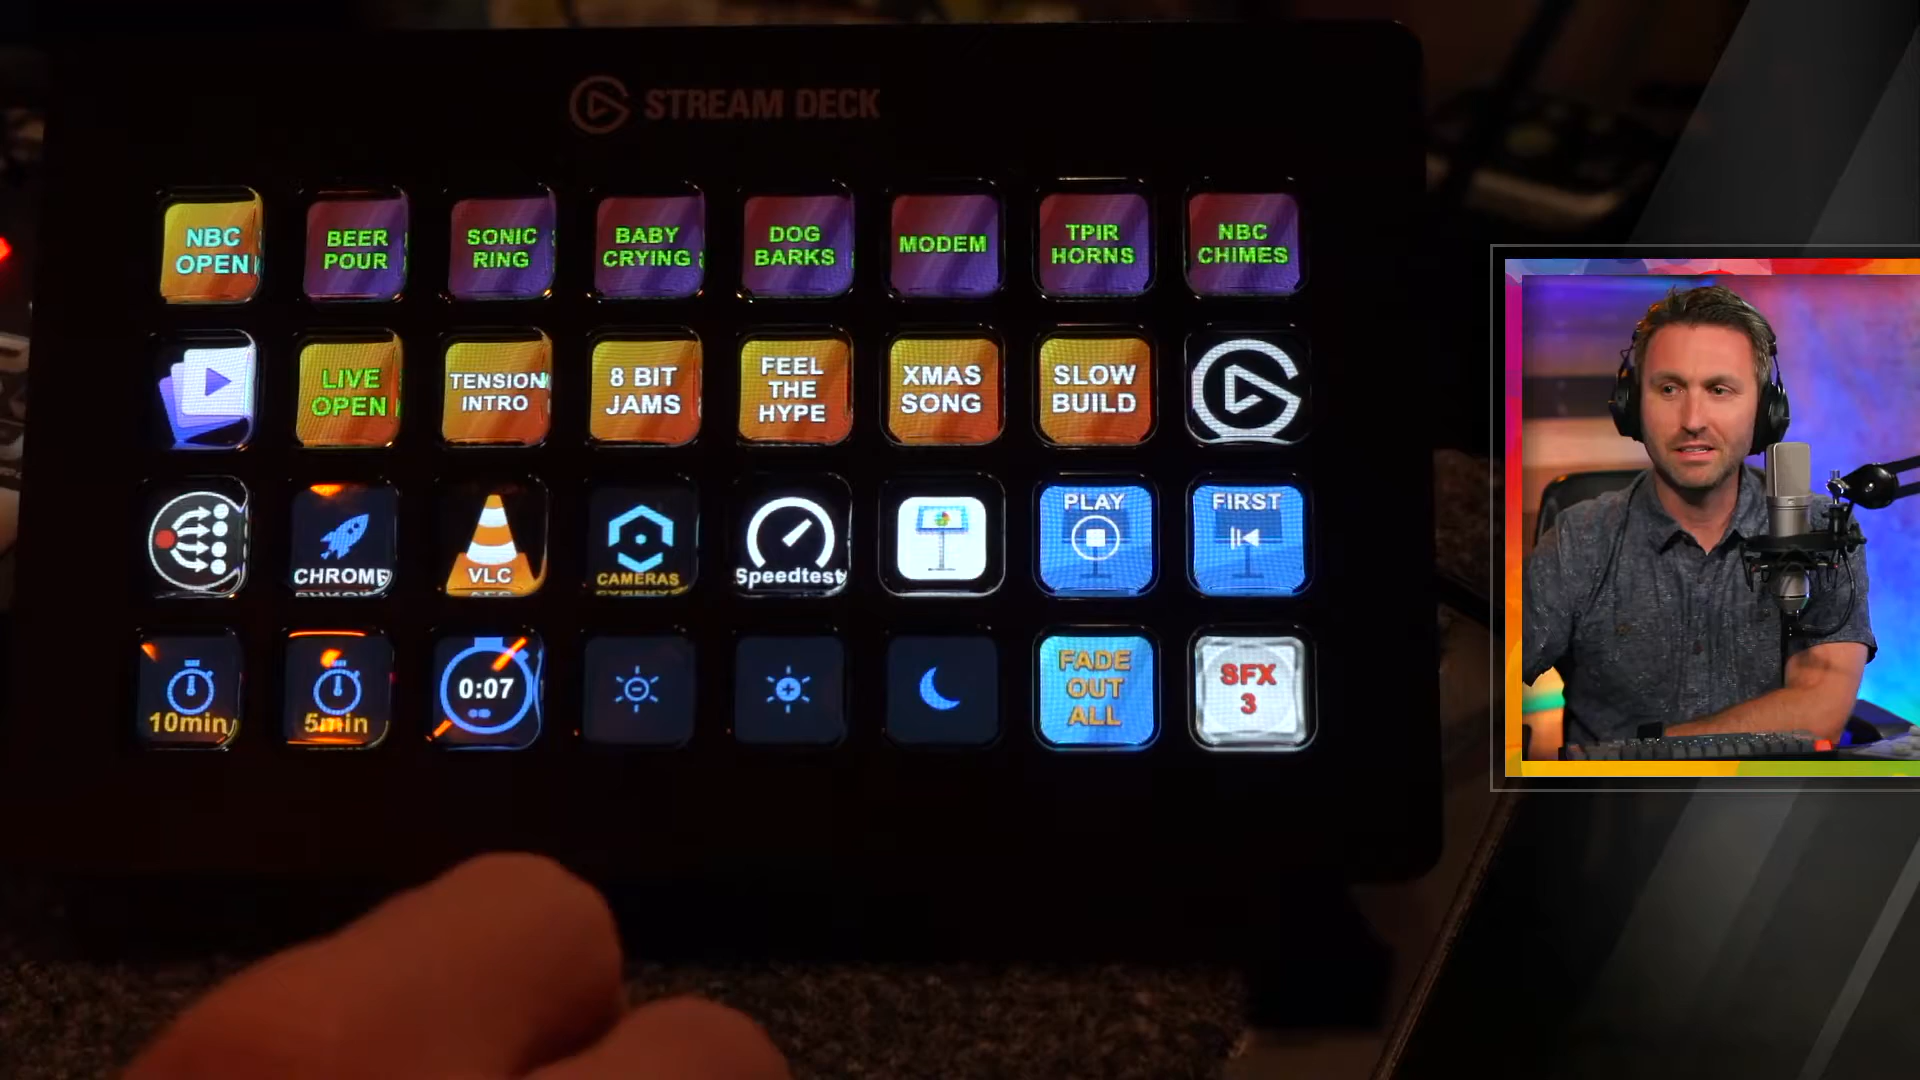 STREAM DECK
NBC
OPEN
BEER
POUR
SONIC
RING
BABY
CRYING
DOG
BARKS
MODEM
TPIR
HORNS
NBC
CHIMES
LIVE
OPEN
TENSION
INTRO
8 BIT
JAMS
FEEL
THE
HYPE
XMAS
SONG
SLOW
BUILD
CHROME
VLC
CAMERAS
Speedtest
PLAY
FIRST
10min
5min
0:07
FADE
OUT
ALL
SFX
3